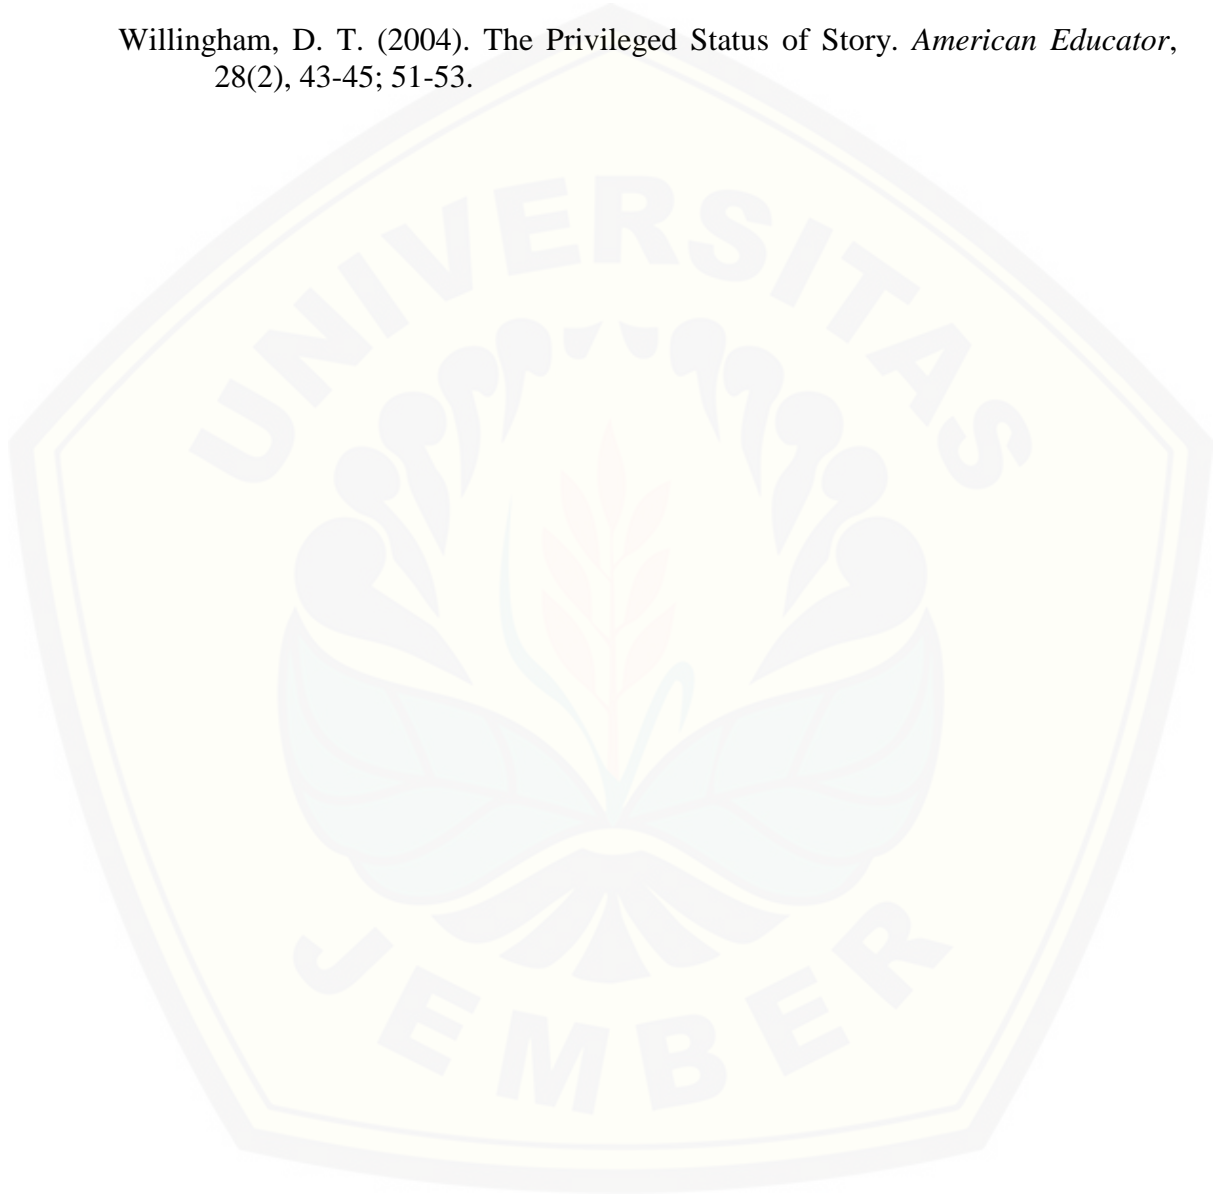 Willingham, D. T. (2004). The Privileged Status of Story. American Educator,
28(2), 43-45; 51-53.
UNIVERSITAS
JEMBER